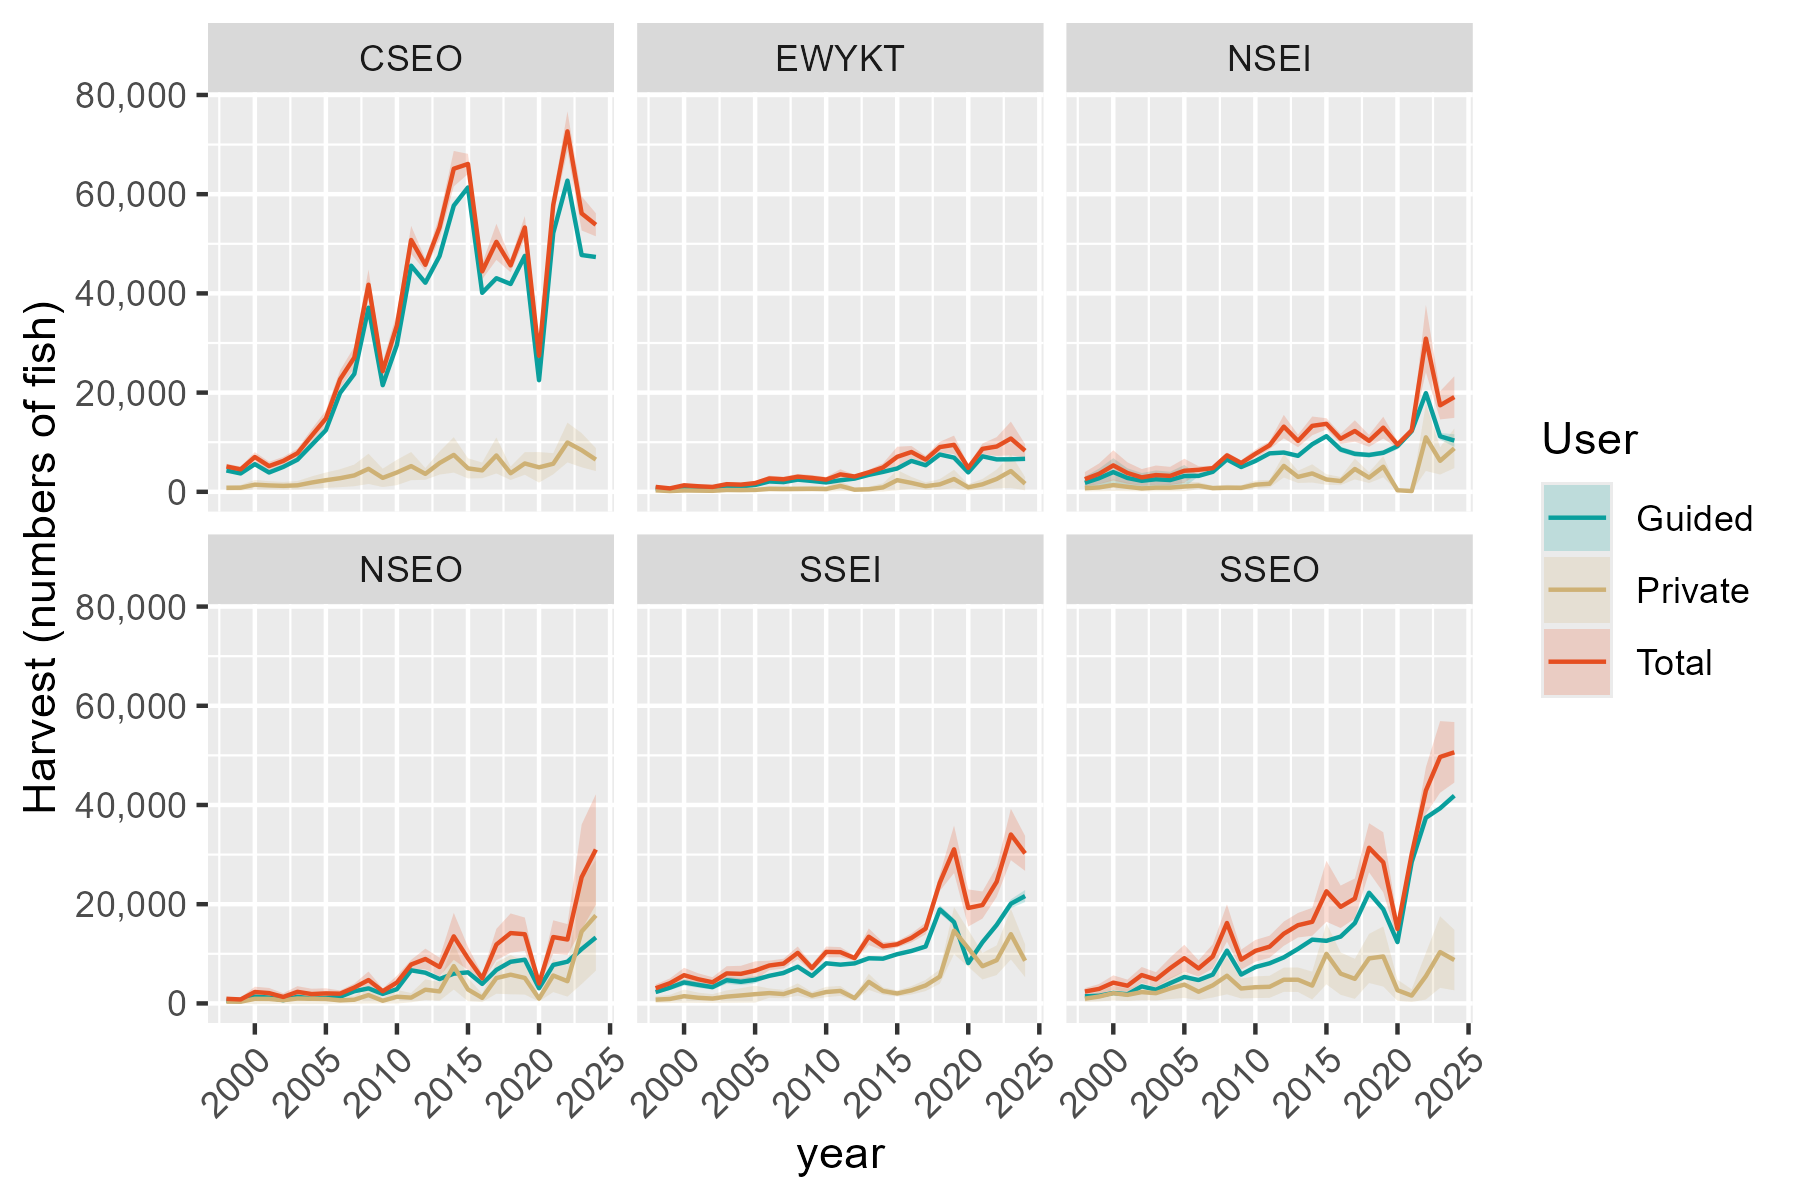 CSEO EWYKT NSEI
80,000
60,000
40,000
20,000
0
NSEO SSEI SSEO
80,000
60,000
40,000
20,000
0
2000 2005 2010 2015 2020 2025 2000 2005 2010 2015 2020 2025 2000 2005 2010 2015 2020 2025
year
Harvest (numbers of fish)
User
Guided
Private
Total